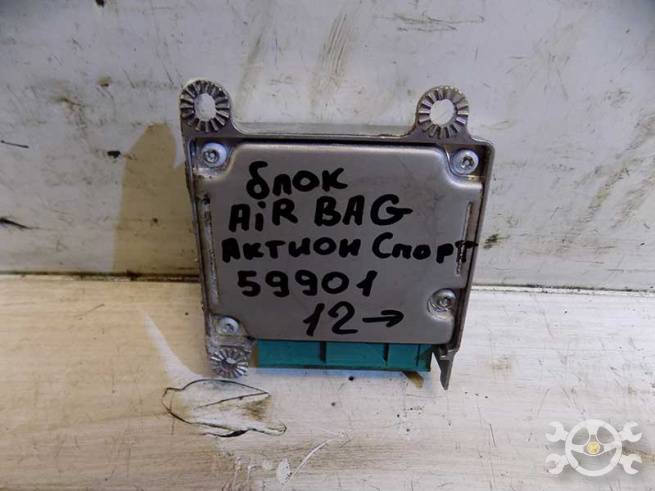 блок
AiR BAG
Актион Спорт
59901
12→